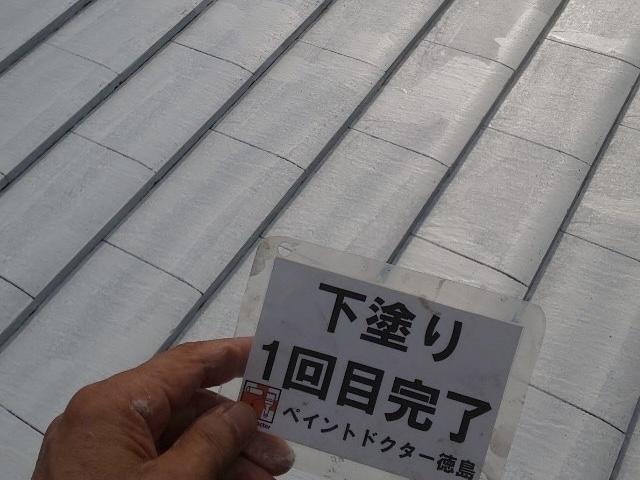 下塗り
1回目完了
ペイントドクター徳島